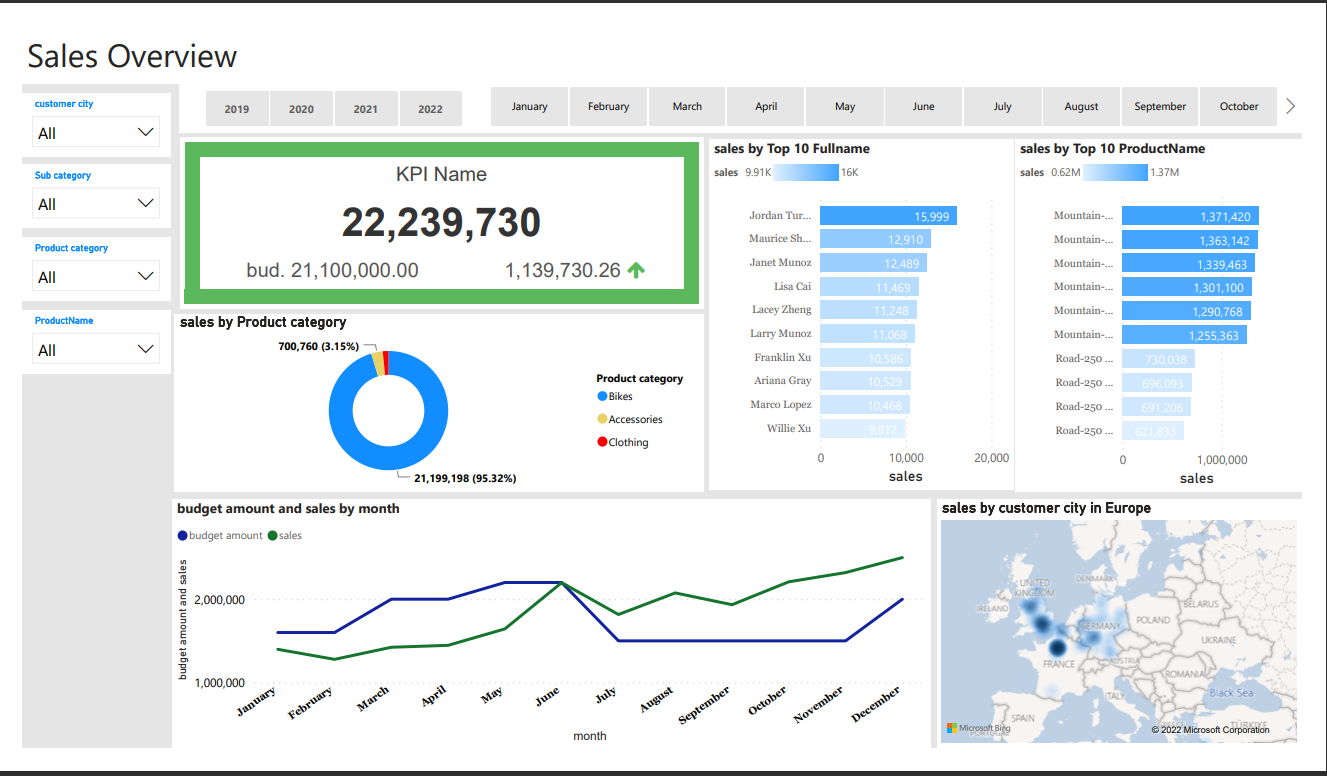 Sales Overview
customer city
All
Sub category
All
Product category
All
ProductName
All
2019 2020 2021 2022
January February March April May June July August September October
KPI Name
22,239,730
bud. 21,100,000.00 1,139,730.26
sales by Top 10 Fullname
sales 9.91K 16K
Jordan Tur... 15,999
Maurice Sh... 12,910
Janet Munoz 12,489
Lisa Cai 11,469
Lacey Zheng 11,248
Larry Munoz 11,068
Franklin Xu 10,586
Ariana Gray 10,529
Marco Lopez 10,468
Willie Xu 9,912
0 10,000 20,000
sales
sales by Top 10 ProductName
sales 0.62M 1.37M
Mountain-... 1,371,420
Mountain-... 1,363,142
Mountain-... 1,339,463
Mountain-... 1,301,100
Mountain-... 1,290,768
Mountain-... 1,255,363
Road-250 ... 730,038
Road-250 ... 696,093
Road-250 ... 691,206
Road-250 ... 621,833
0 1,000,000
sales
sales by Product category
700,760 (3.15%)
21,199,198 (95.32%)
Product category
Bikes
Accessories
Clothing
budget amount and sales by month
budget amount sales
budget amount and sales
2,000,000
1,000,000
January February March April May June July August September October November December
month
sales by customer city in Europe
UNITED
KINGDOM
DENMARK
IRELAND
BELARUS
POLAND
GERMANY
UKRAINE
FRANCE
AUSTRIA
ROMANIA
ITALY
Black Sea
SPAIN
TÜRKIYE
PORTUGAL
Microsoft Bing
© 2022 Microsoft Corporation